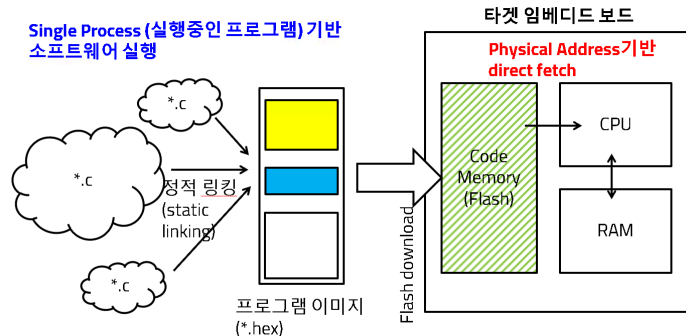 Single Process (실행중인 프로그램) 기반
소프트웨어 실행
*.c
*.c
*.c
정적 링킹
(static
linking)
프로그램 이미지
(*.hex)
Flash download
타겟 임베디드 보드
Physical Address기반
direct fetch
Code
Memory
(Flash)
CPU
RAM